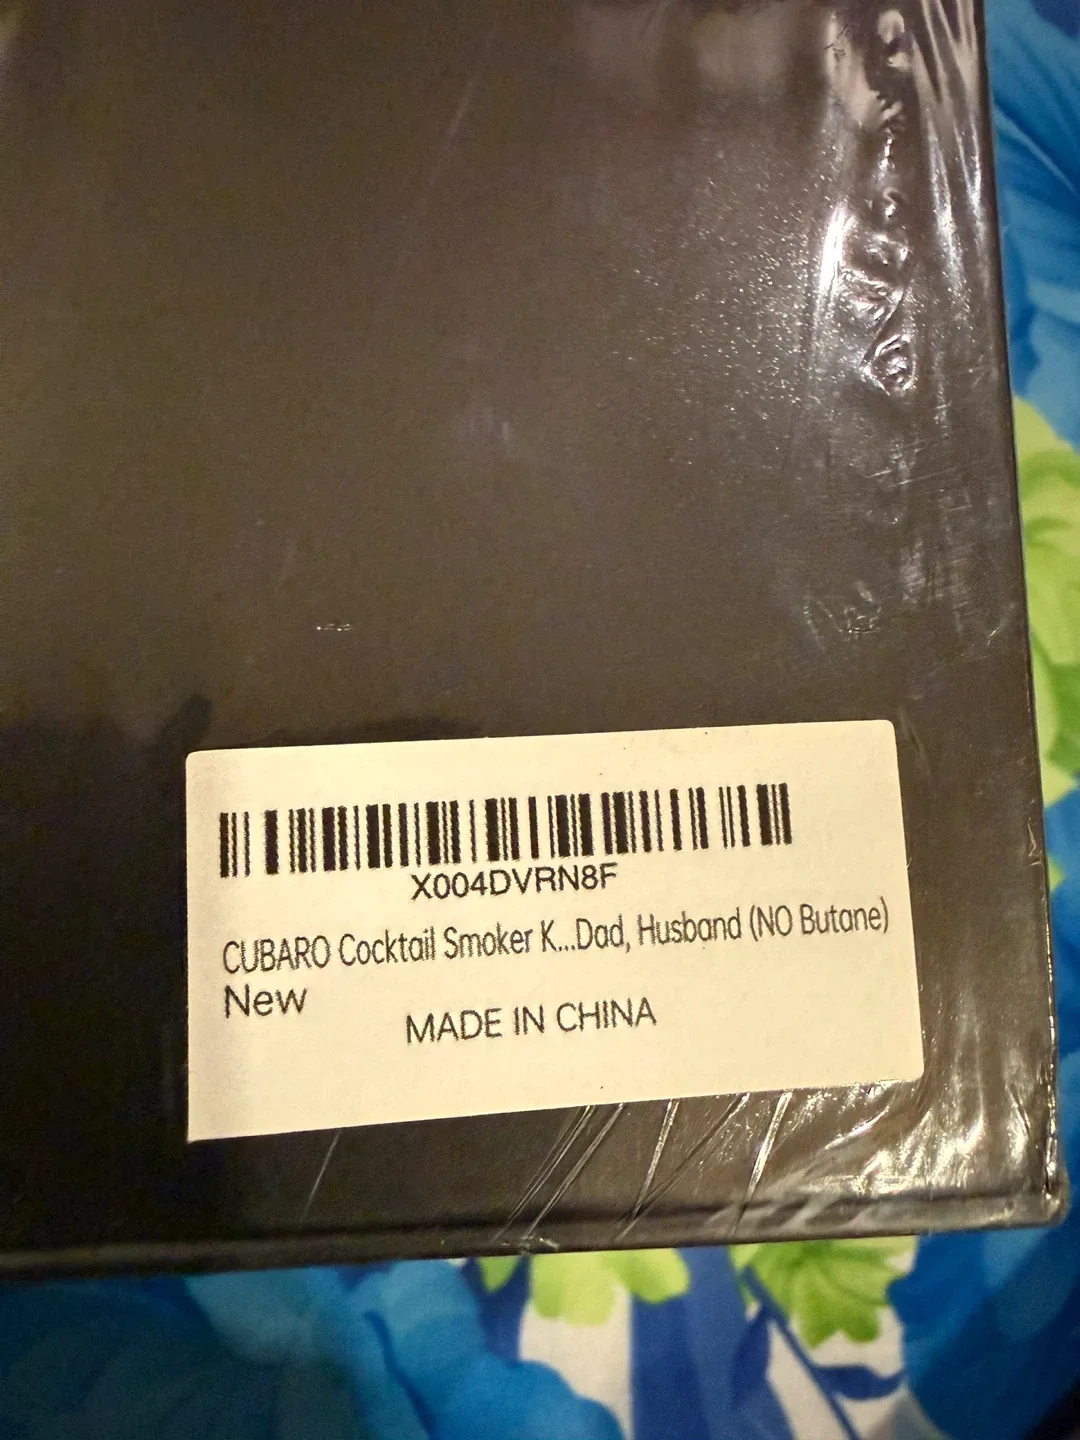 X004DVRN8F
CUBARO Cocktail Smoker K...Dad, Husband (NO Butane)
New
MADE IN CHINA